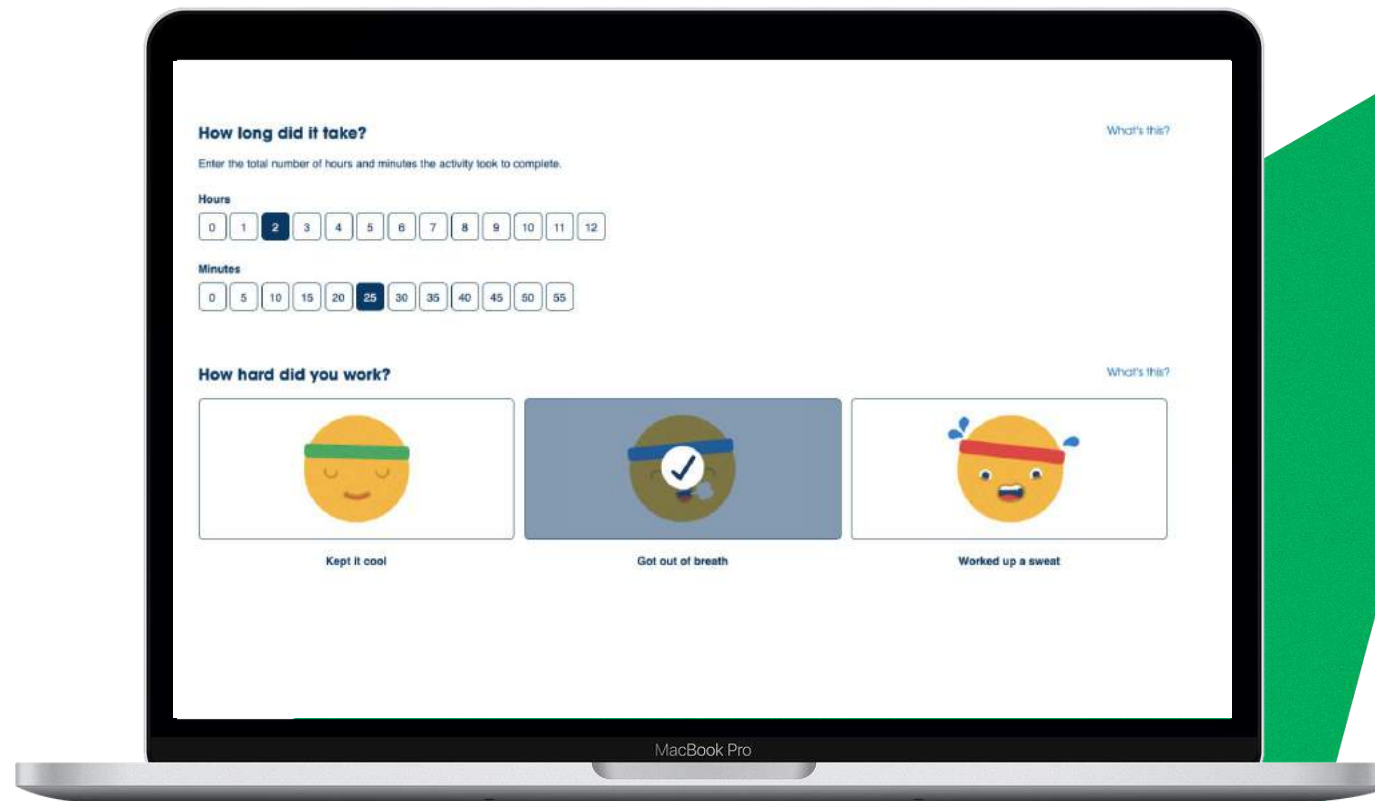 How long did it take?
What's this?
Enter the total number of hours and minutes the activity took to complete.
Hours
0 1 2 3 4 5 6 7 8 9 10 11 12
Minutes
0 5 10 15 20 25 30 35 40 45 50 55
How hard did you work?
What's this?
Kept it cool
Got out of breath
Worked up a sweat
MacBook Pro